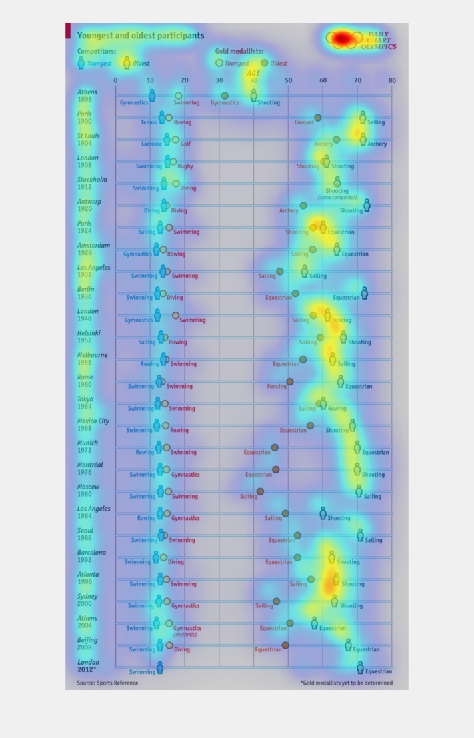 Youngest and oldest participants
DAILY
CHART
OLYMPICS
Competitors:
Youngest Oldest
Gold medallists:
Youngest Oldest
AGE
0 10 20 30 40 50 60 70 80
Athens
1896
Gymnastics Swimming Gymnastics Shooting
Paris
1900
Tennis Rowing Croquet Sailing
St Louis
1904
Lacrosse Golf Archery Archery
London
1908
Swimming Rugby Shooting Shooting
Stockholm
1912
Swimming Diving Shooting
Antwerp
1920
Diving Diving Archery Shooting
Paris
1924
Sailing Swimming Shooting Equestrian
Amsterdam
1928
Gymnastics Rowing Sailing Equestrian
Los Angeles
1932
Swimming Swimming Sailing Sailing
Berlin
1936
Swimming Diving Equestrian Equestrian
London
1948
Gymnastics Swimming Sailing
Helsinki
1952
Sailing Rowing Sailing Shooting
Melbourne
1956
Rowing Swimming Equestrian Sailing
Rome
1960
Swimming Swimming Fencing Equestrian
Tokyo
1964
Swimming Swimming Sailing Rowing
Mexico City
1968
Swimming Rowing Equestrian Shooting
Munich
1972
Rowing Swimming Equestrian Equestrian
Montréal
1976
Swimming Gymnastics Equestrian Shooting
Moscow
1980
Swimming Swimming Sailing Sailing
Los Angeles
1984
Rowing Gymnastics Sailing Shooting
Seoul
1988
Swimming Swimming Equestrian Sailing
Barcelona
1992
Swimming Diving Equestrian Shooting
Atlanta
1996
Swimming Swimming Sailing Shooting
Sydney
2000
Swimming Gymnastics Sailing Shooting
Athens
2004
Swimming Gymnastics Equestrian Equestrian
Beijing
2008
Swimming Diving Equestrian Equestrian
London
2012*
Swimming Equestrian
Source: Sports Reference *Gold medallists yet to be determined